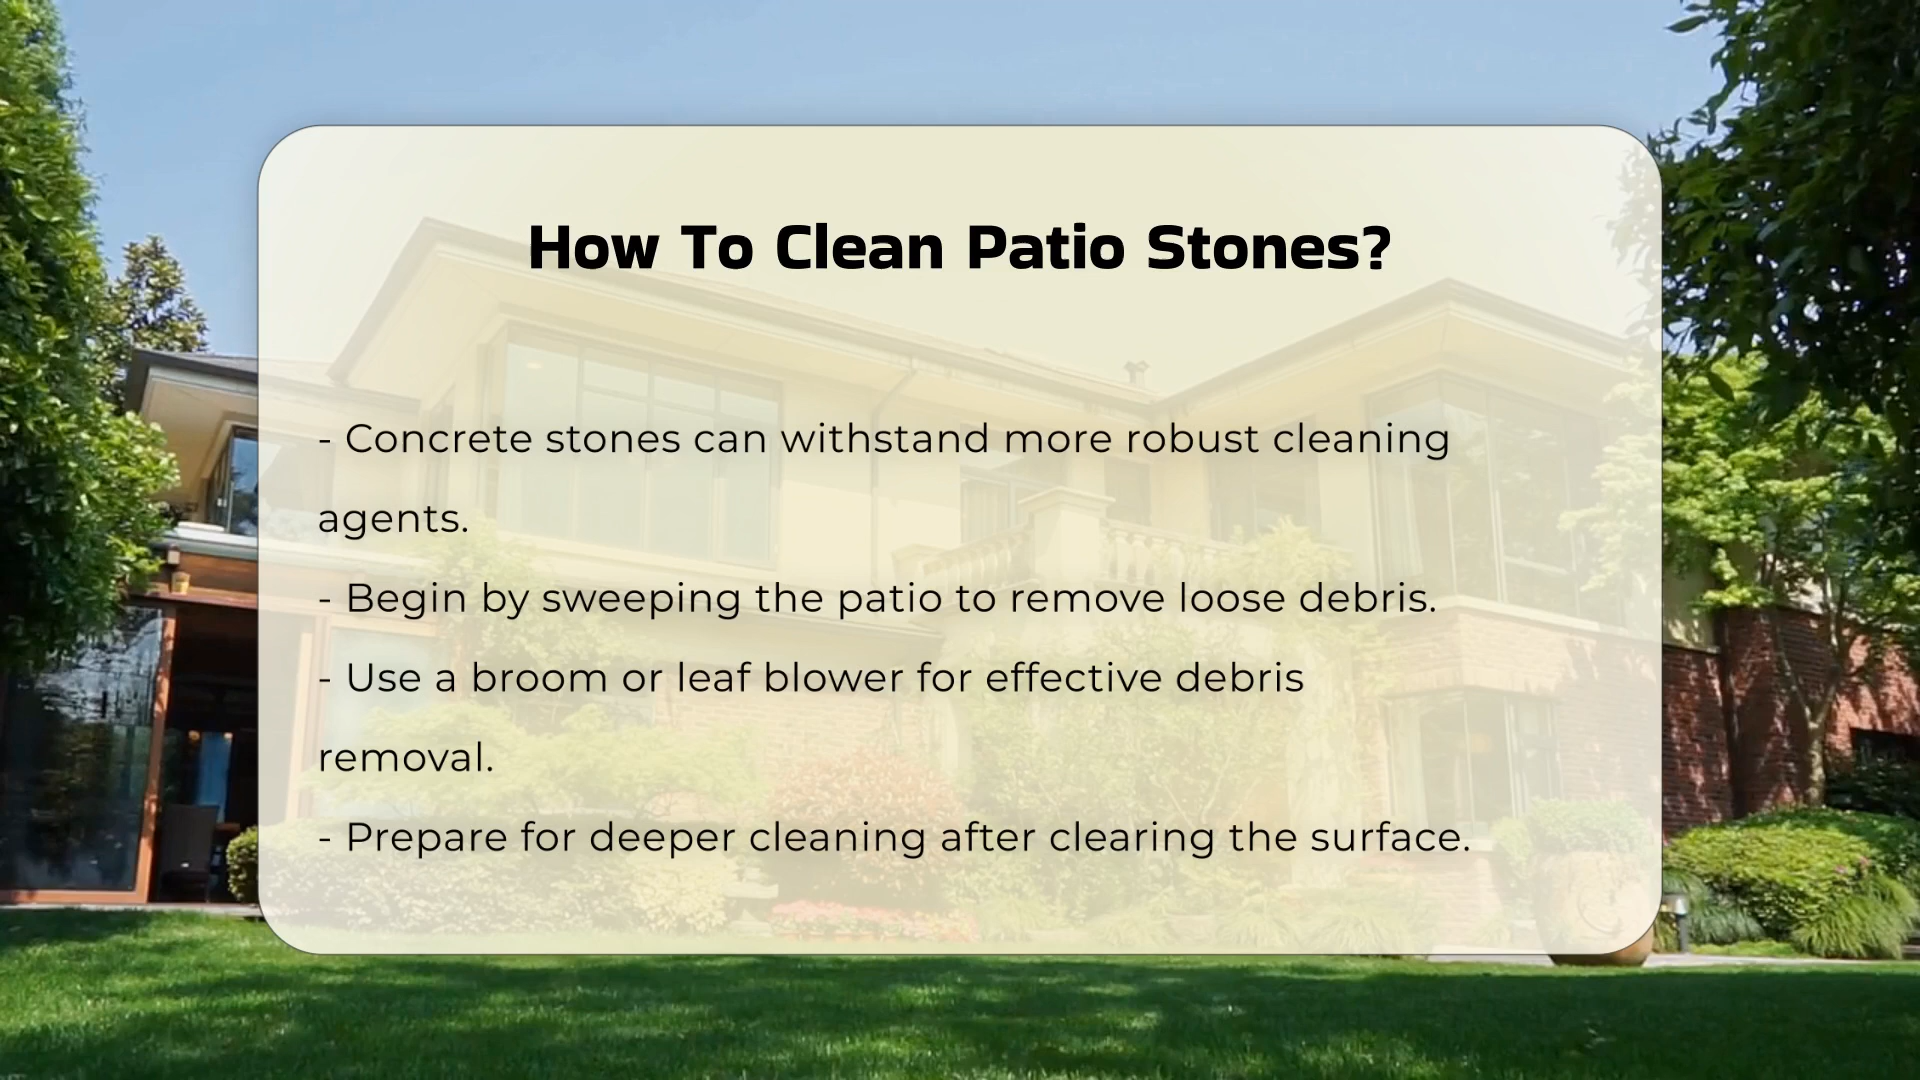 How To Clean Patio Stones?
- Concrete stones can withstand more robust cleaning
agents.
- Begin by sweeping the patio to remove loose debris.
- Use a broom or leaf blower for effective debris
removal.
- Prepare for deeper cleaning after clearing the surface.